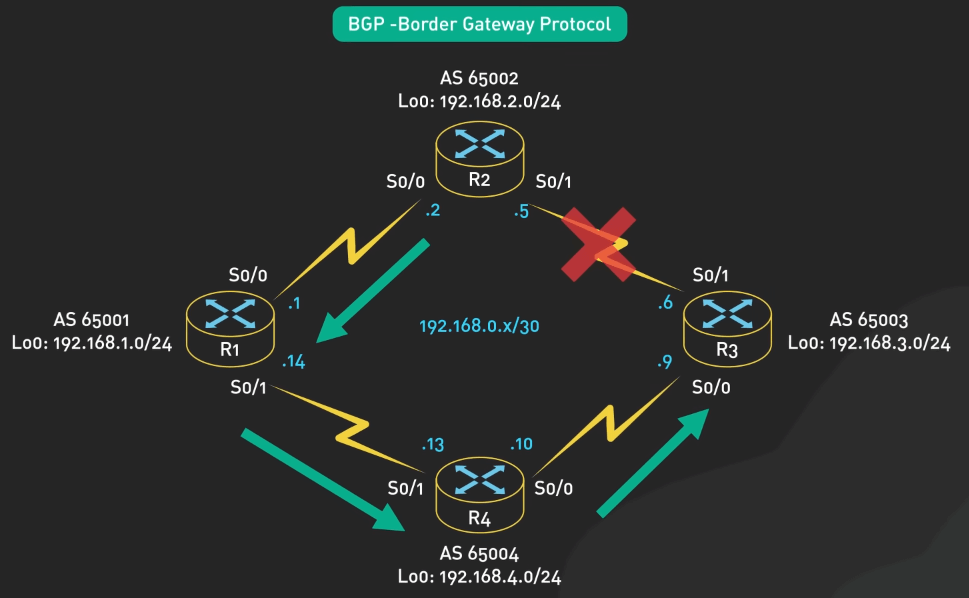 BGP -Border Gateway Protocol
AS 65002
Lo0: 192.168.2.0/24
R2
S0/0
S0/1
.2
.5
S0/0
S0/1
.1
.6
AS 65001
Lo0: 192.168.1.0/24
192.168.0.x/30
AS 65003
Lo0: 192.168.3.0/24
R1
R3
.14
.9
S0/1
S0/0
.13
.10
S0/1
S0/0
R4
AS 65004
Lo0: 192.168.4.0/24